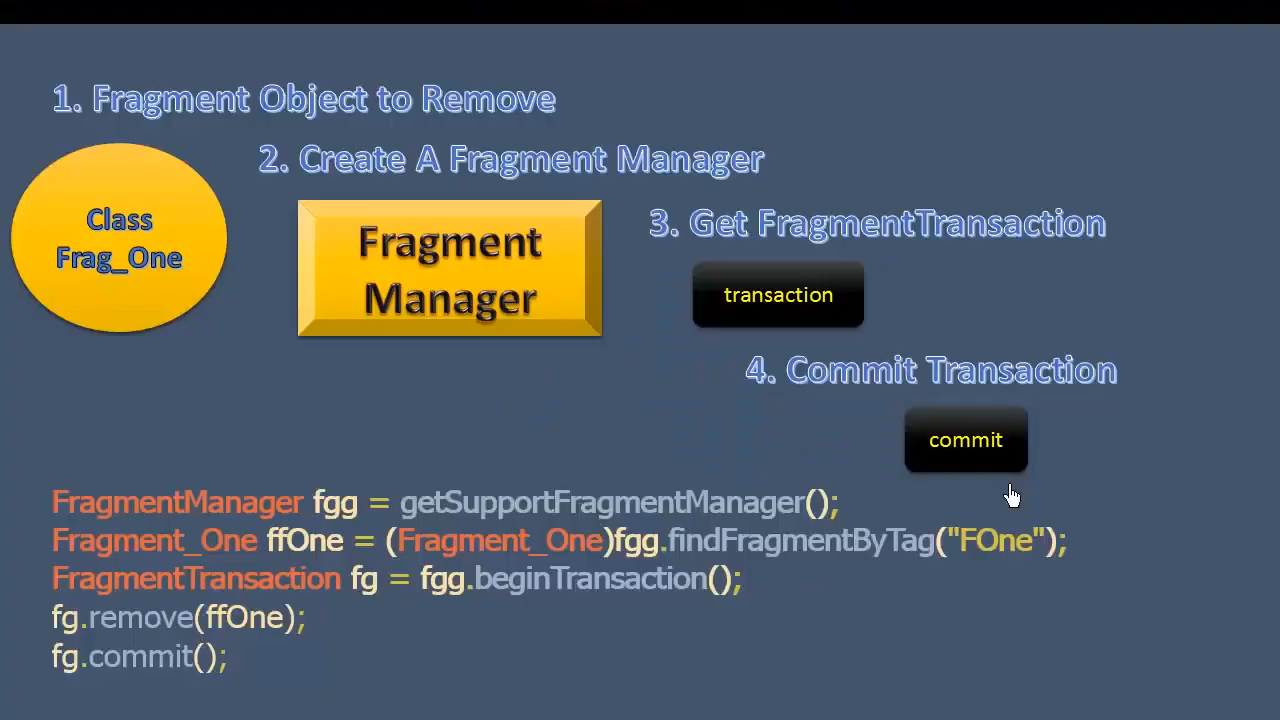 1. Fragment Object to Remove
2. Create A Fragment Manager
Class
Frag_One
Fragment
Manager
3. Get FragmentTransaction
transaction
4. Commit Transaction
commit
FragmentManager fgg = getSupportFragmentManager();
Fragment_One ffOne = (Fragment_One)fgg.findFragmentByTag("FOne");
FragmentTransaction fg = fgg.beginTransaction();
fg.remove(ffOne);
fg.commit();